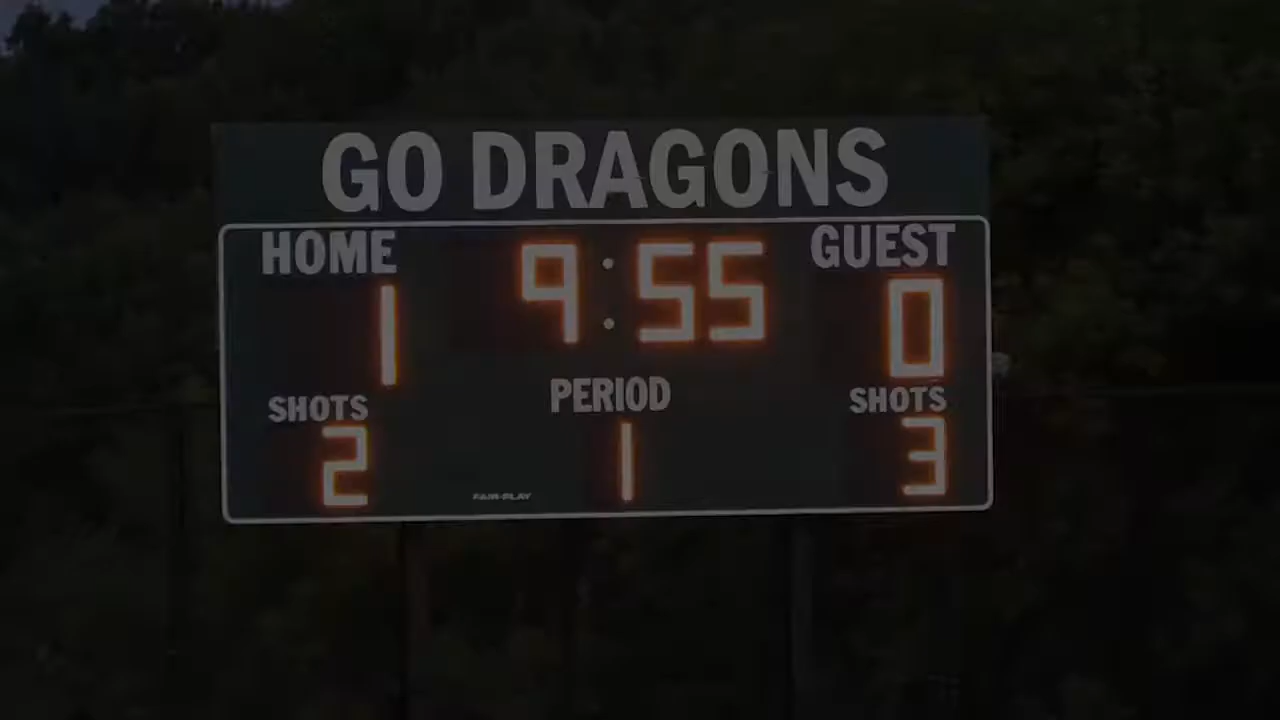 GO DRAGONS
HOME 9:55 GUEST
1 0
SHOTS PERIOD SHOTS
2 1 3
FAIR-PLAY